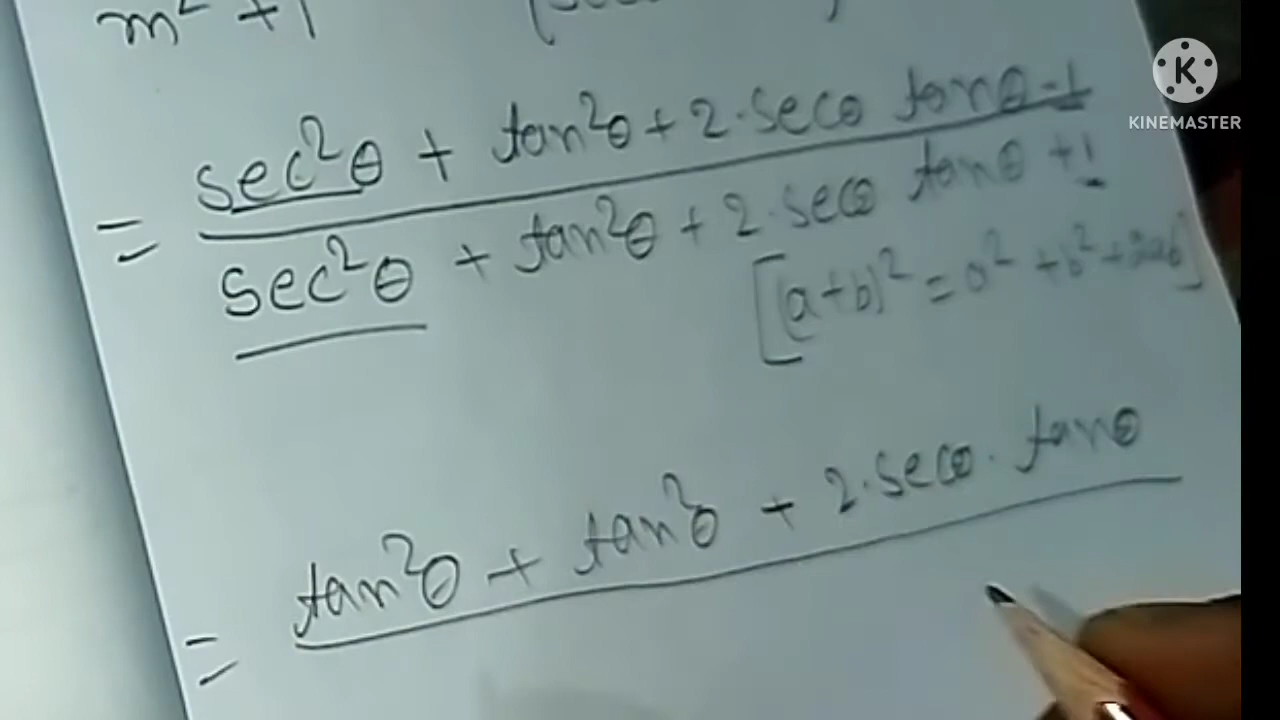 m² + 1
K
KINEMASTER
sec²θ + tan²θ + 2·secθ tanθ - 1
=
sec²θ + tan²θ + 2·secθ tanθ + 1
[(a+b)² = a² + b² + 2ab]
tan²θ + tan²θ + 2·secθ· tanθ
=